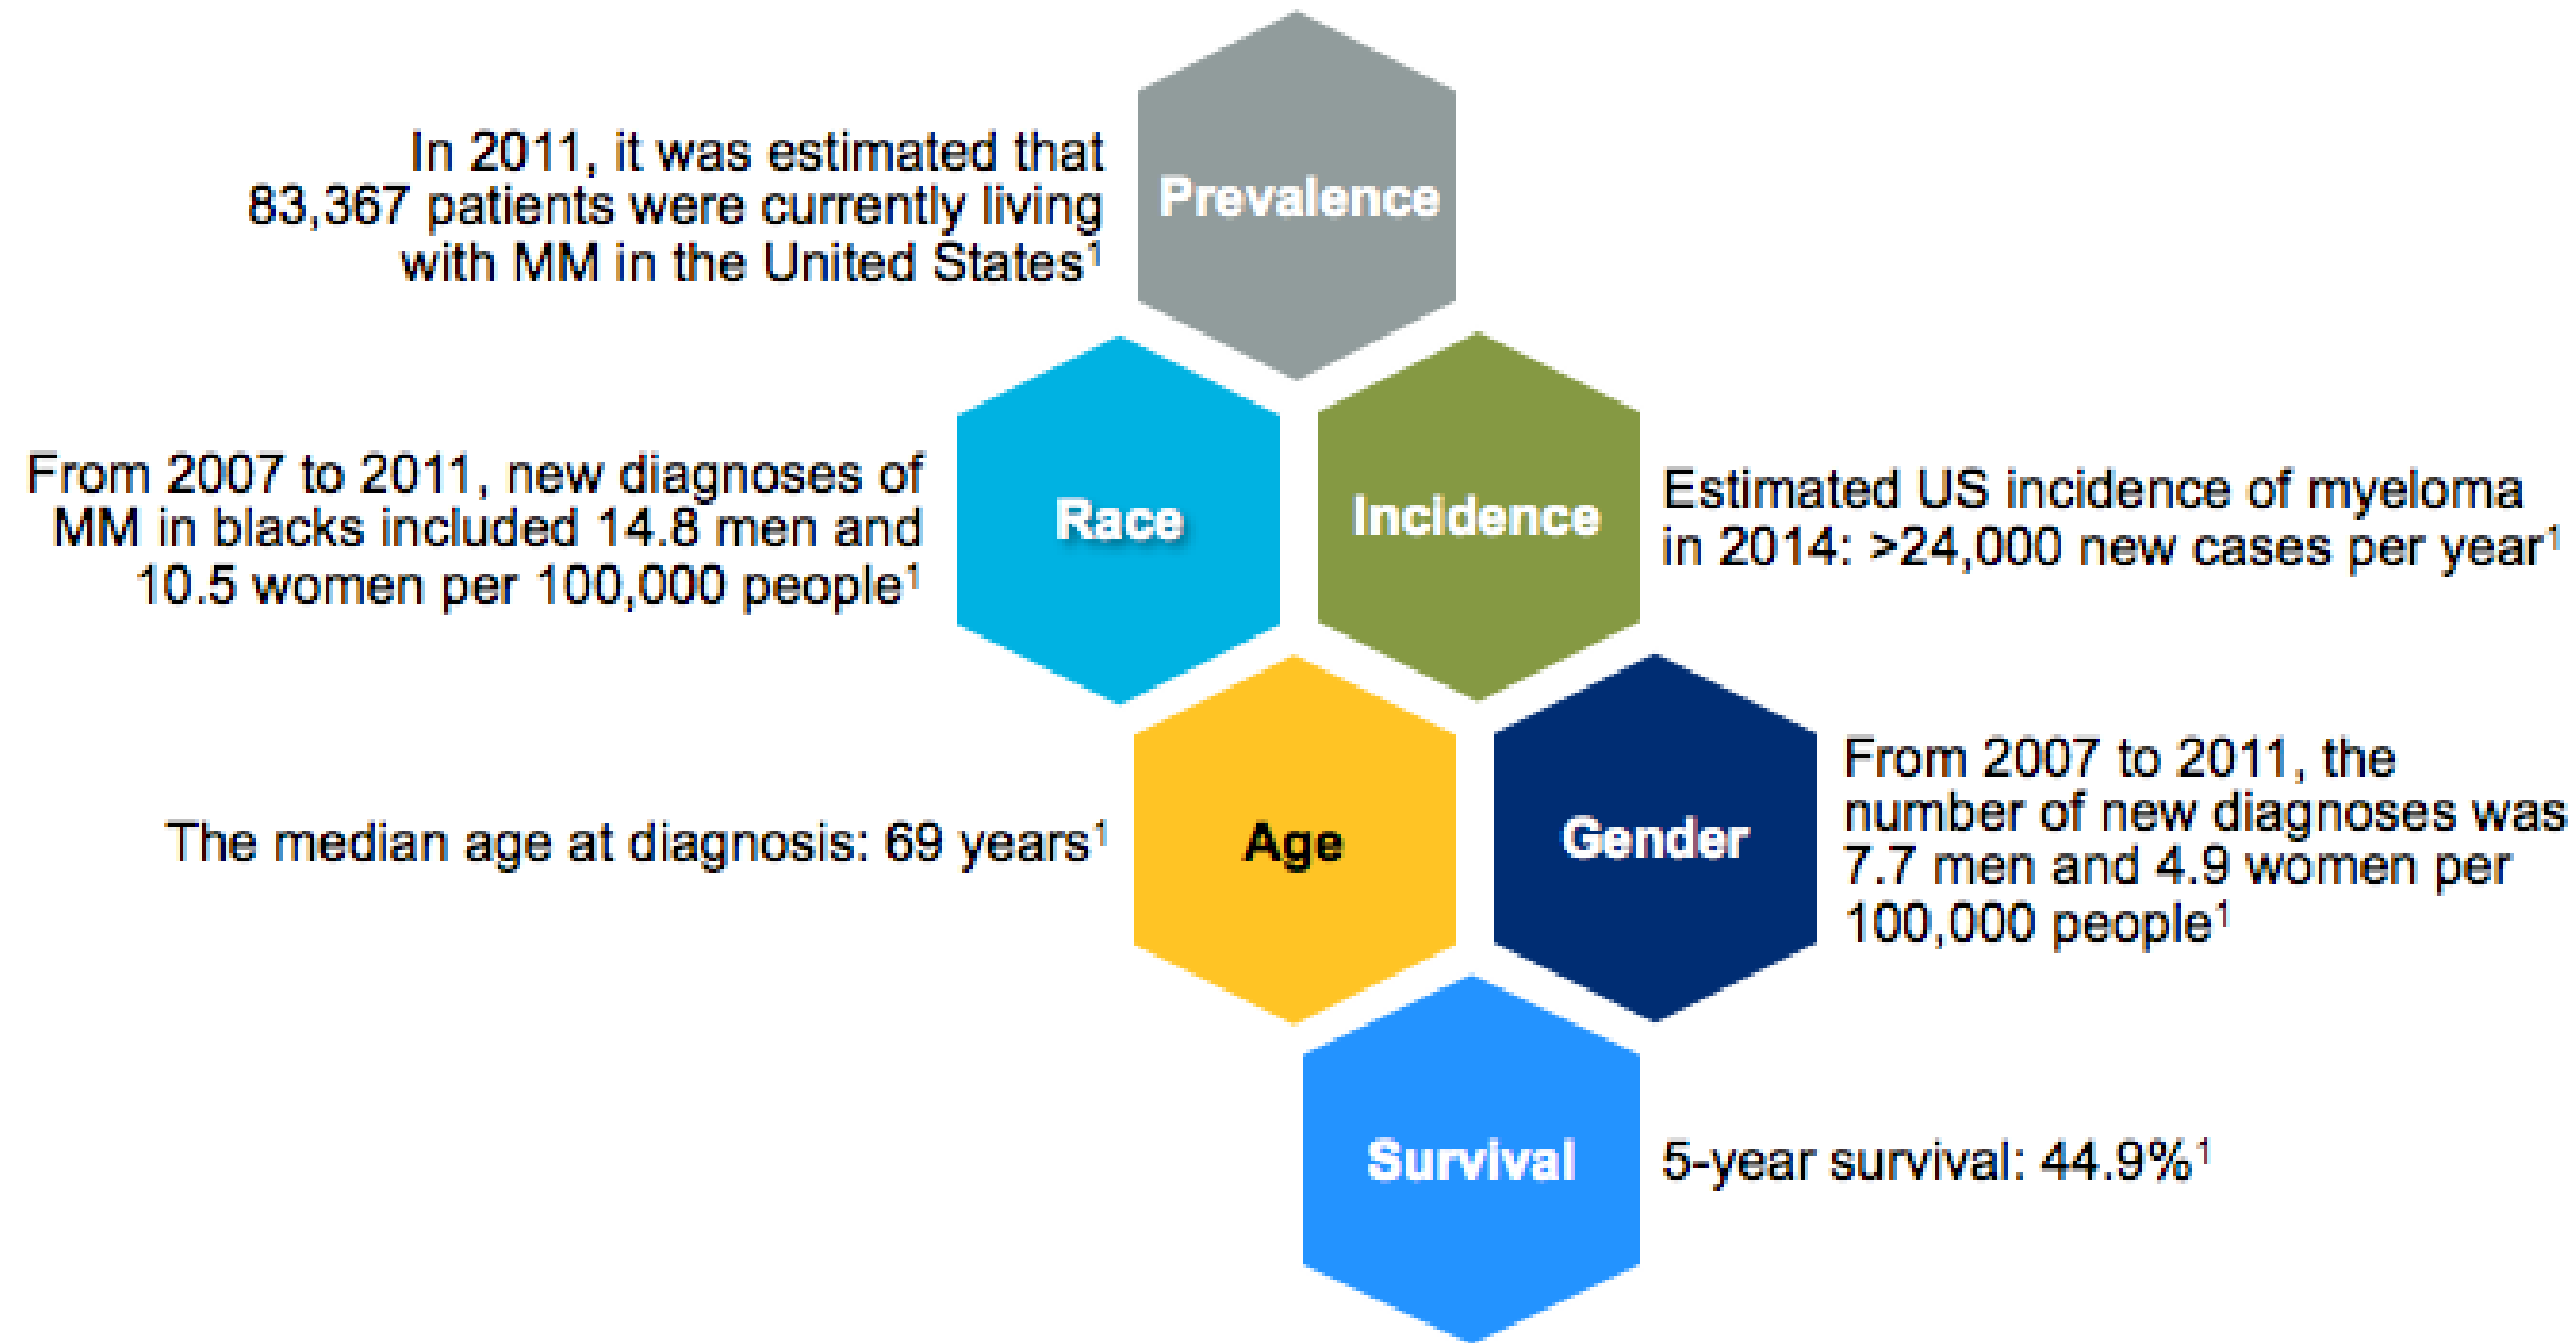 In 2011, it was estimated that
83,367 patients were currently living
with MM in the United States¹
Prevalence
From 2007 to 2011, new diagnoses of
MM in blacks included 14.8 men and
10.5 women per 100,000 people¹
Race
Incidence
Estimated US incidence of myeloma
in 2014: >24,000 new cases per year¹
The median age at diagnosis: 69 years¹
Age
Gender
From 2007 to 2011, the
number of new diagnoses was
7.7 men and 4.9 women per
100,000 people¹
Survival
5-year survival: 44.9%¹